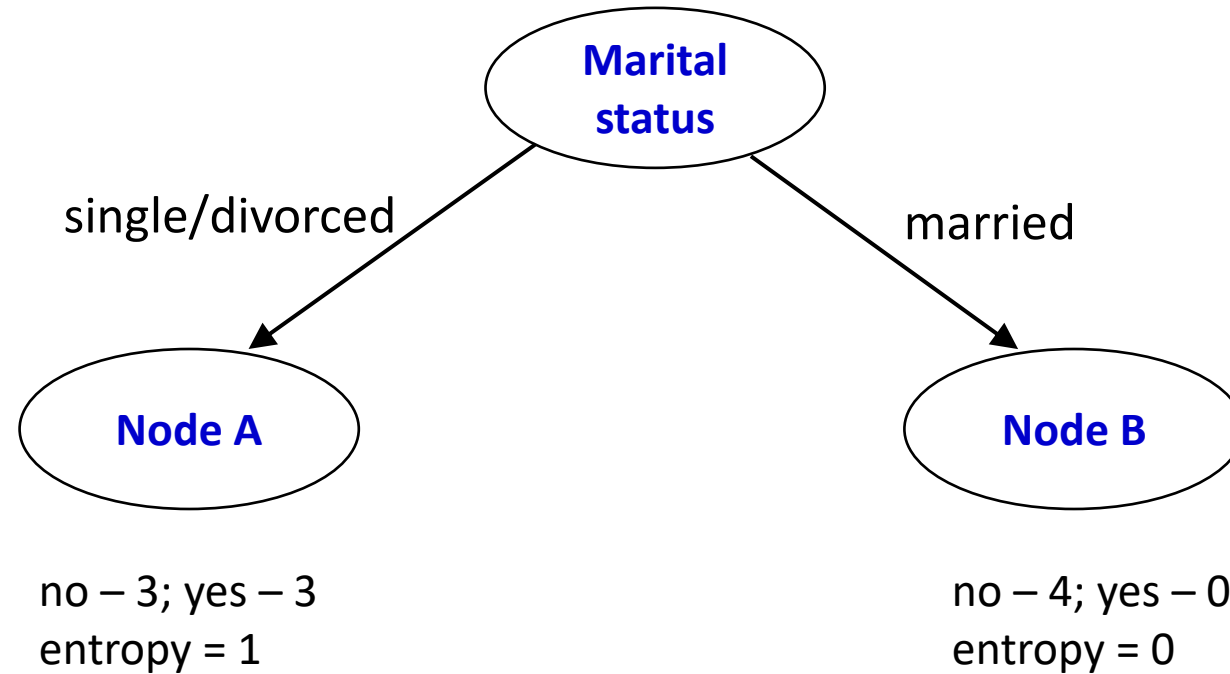 Marital
status
single/divorced
married
Node A
Node B
no – 3; yes – 3
entropy = 1
no – 4; yes – 0
entropy = 0